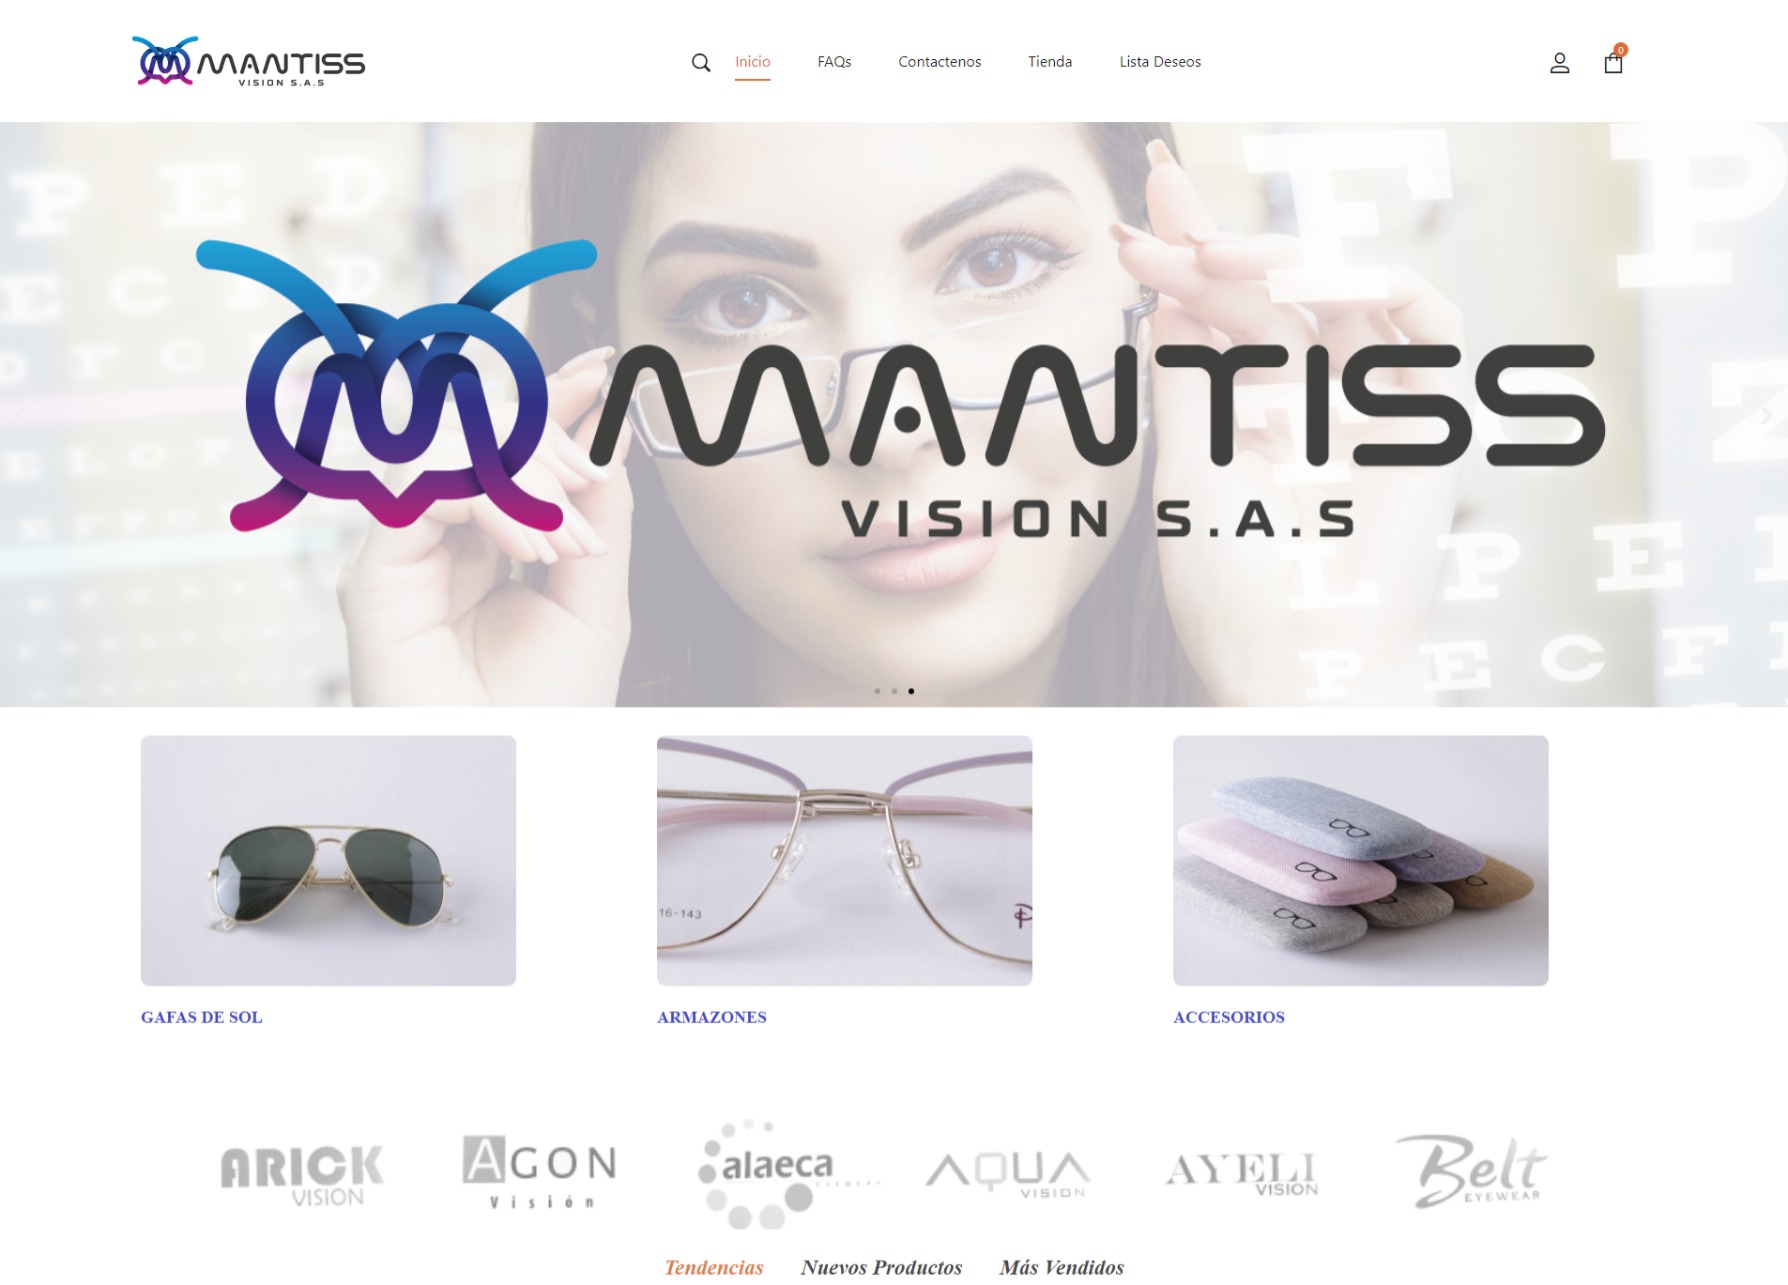 MANTISS
VISION S.A.S
Inicio
FAQs
Contactenos
Tienda
Lista Deseos
0
P E D
P E C F D
D F C Z P
E L O F
F P
T O Z
L P E D
P E C F D
MANTISS
VISION S.A.S
16-143
GAFAS DE SOL
ARMAZONES
ACCESORIOS
ARICK
VISION
AGON
Visión
alaeca
EYEWEAR
AQUA
VISION
AYELI
VISION
Belt
EYEWEAR
Tendencias
Nuevos Productos
Más Vendidos